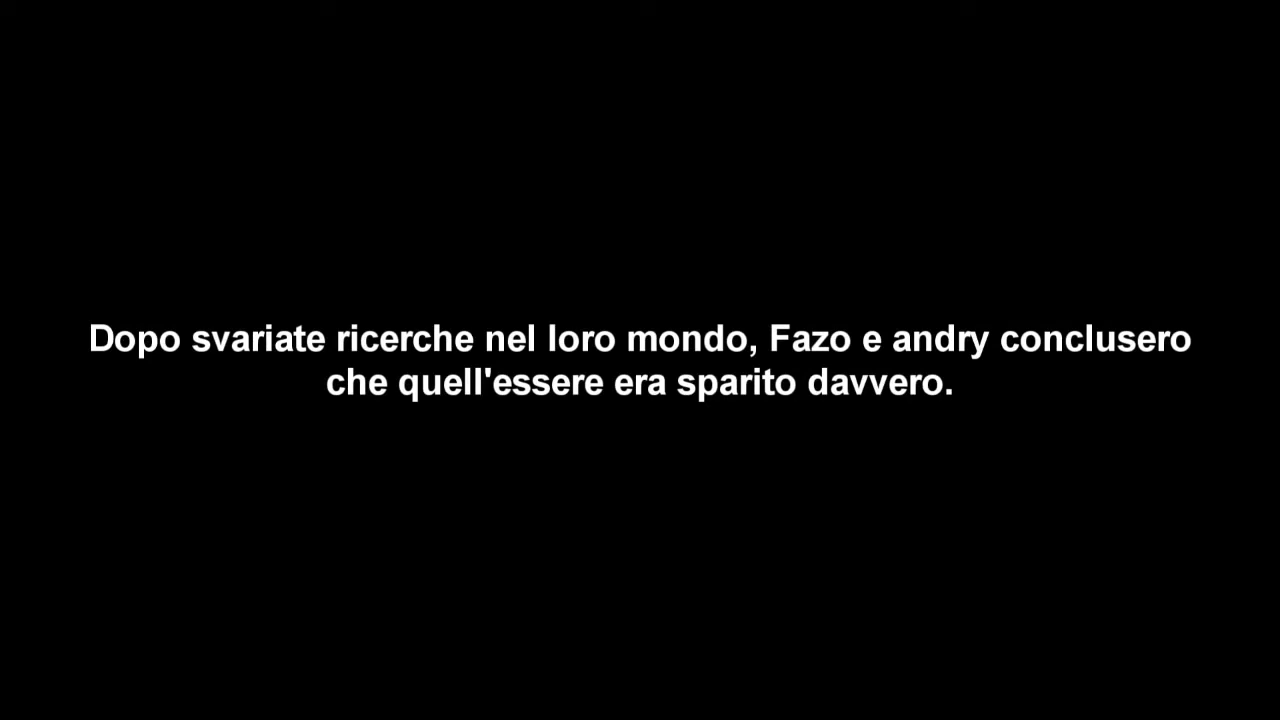 Dopo svariate ricerche nel loro mondo, Fazo e andry conclusero
che quell'essere era sparito davvero.